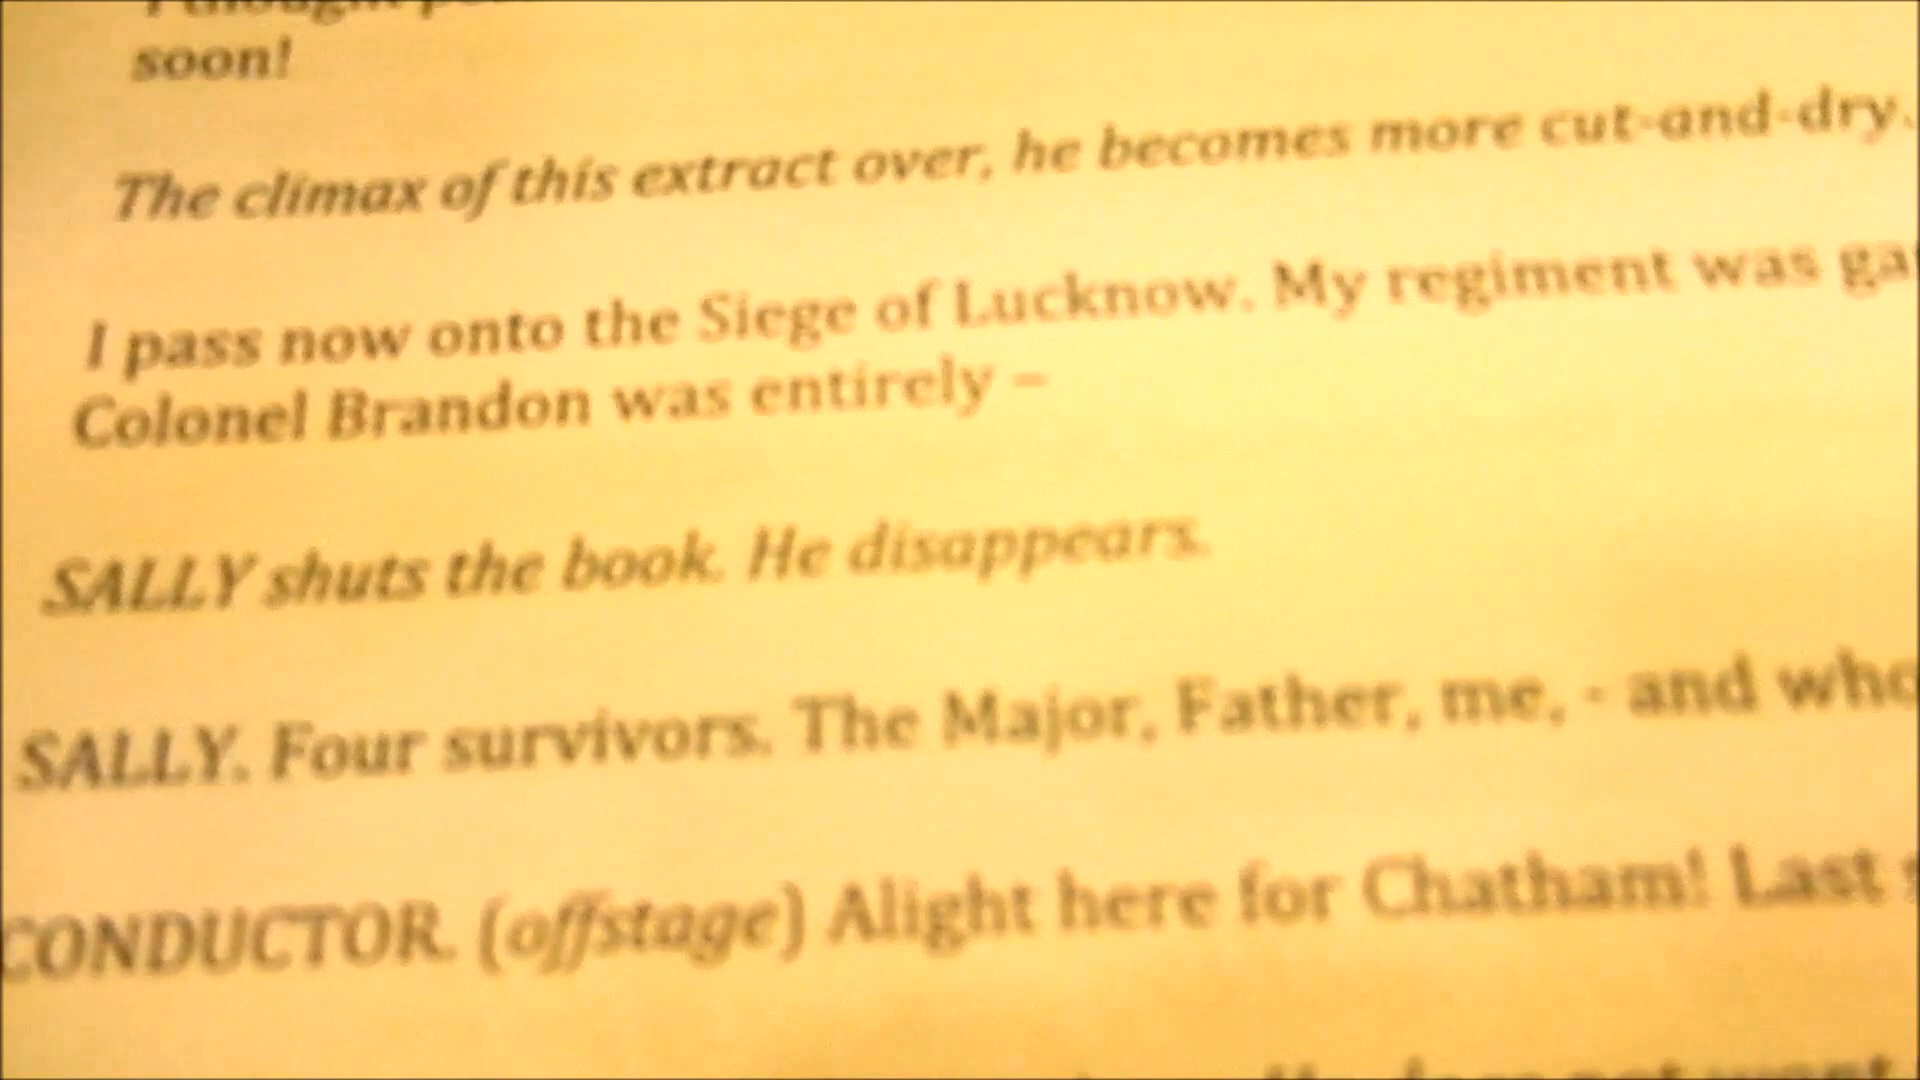 I thought
soon!
The climax of this extract over, he becomes more cut-and-dry.
I pass now onto the Siege of Lucknow. My regiment was
Colonel Brandon was entirely –
SALLY shuts the book. He disappears.
SALLY. Four survivors. The Major, Father, me, - and who
CONDUCTOR. (offstage) Alight here for Chatham! Last